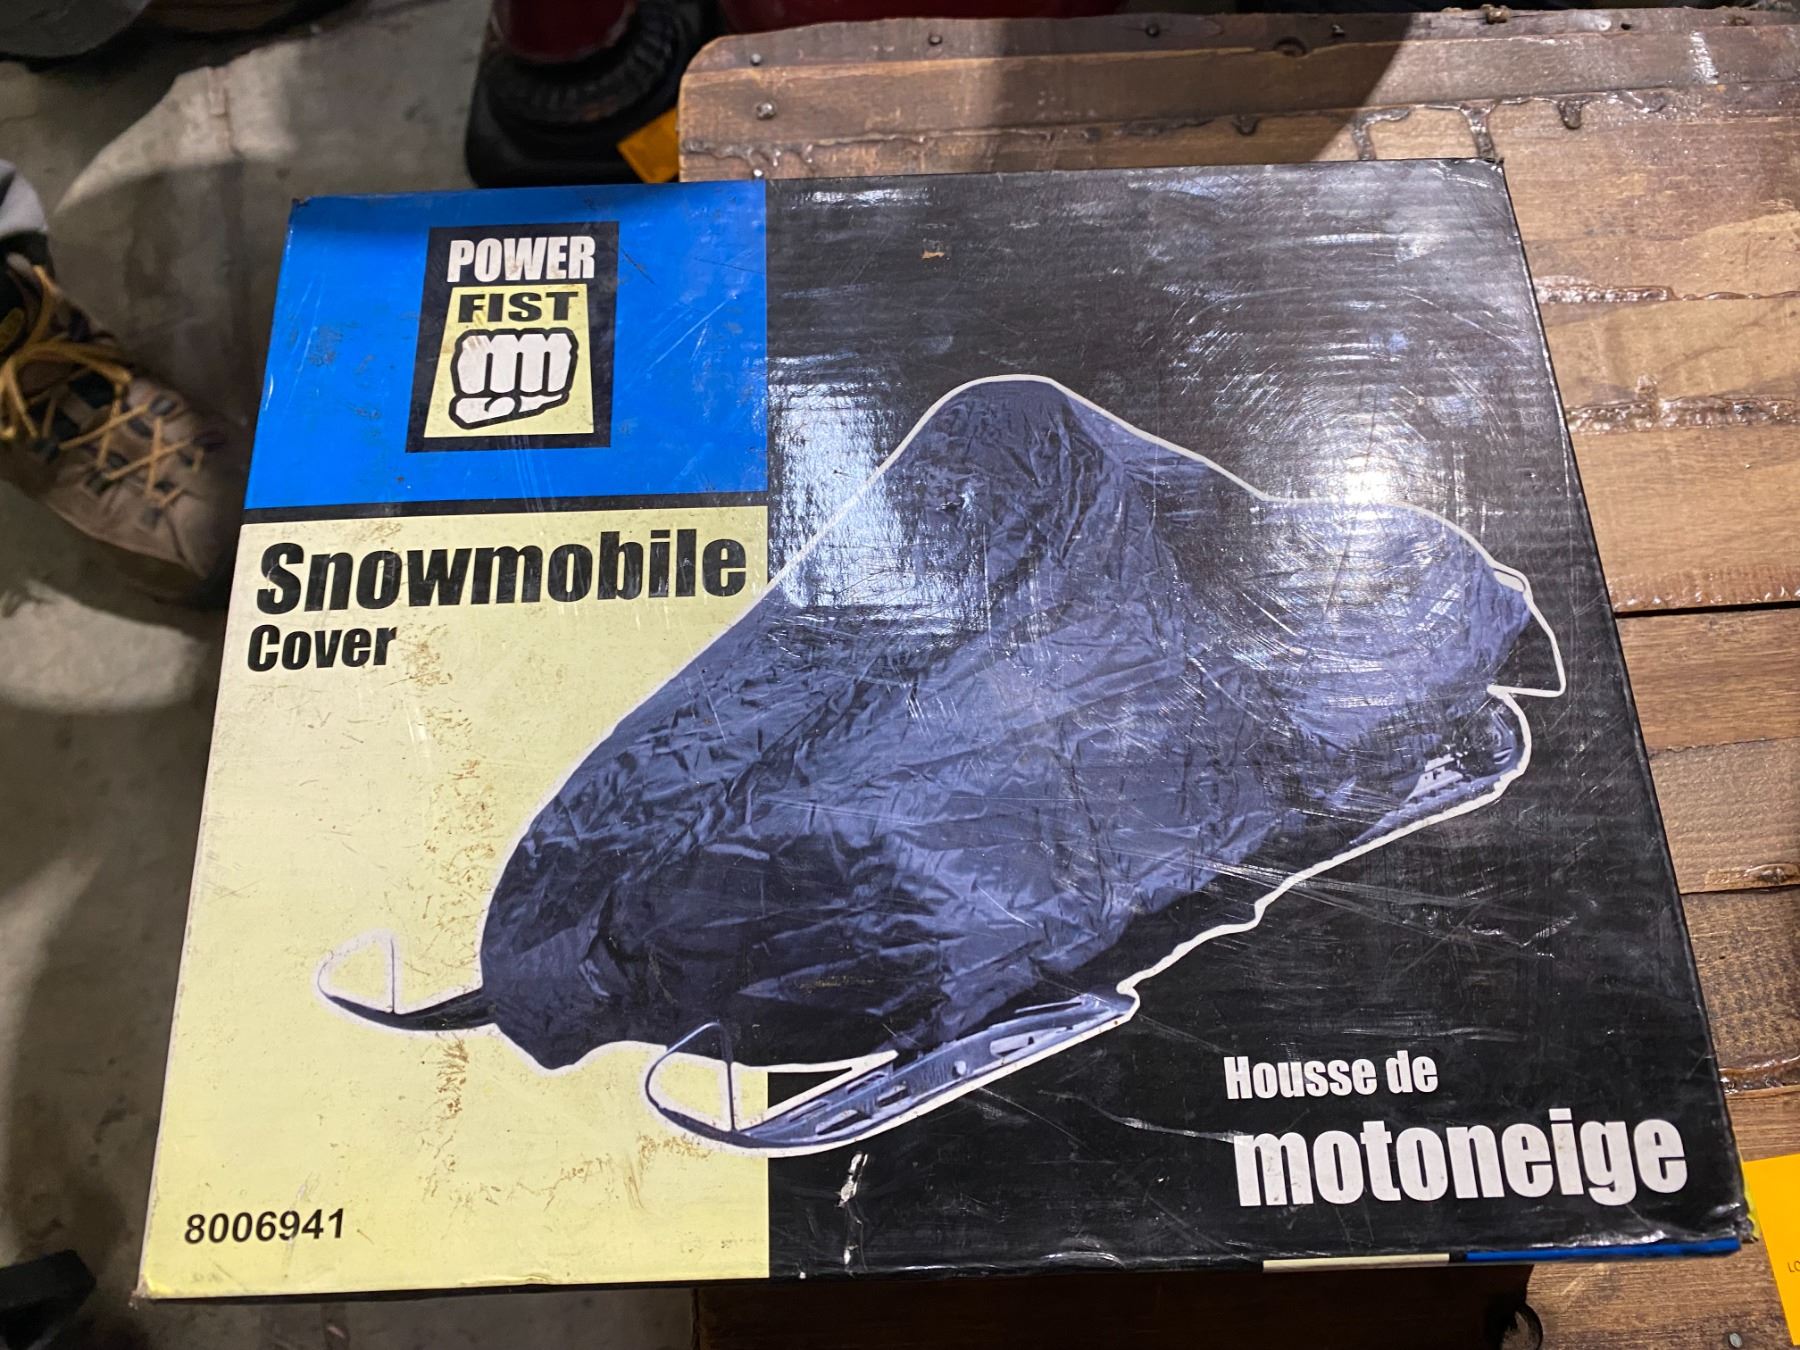 POWER
FIST
Snowmobile
Cover
Housse de
motoneige
8006941